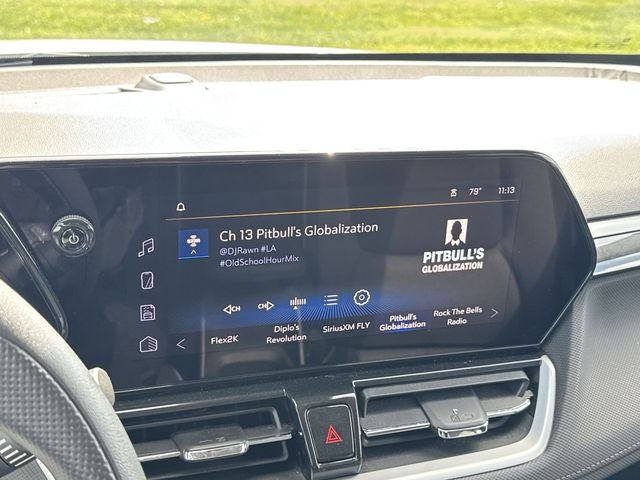 79° 11:13
Ch 13 Pitbull's Globalization
@DJRawn #LA
#OldSchoolHourMix
PITBULL'S
GLOBALIZATION
CH CH
Flex2K
Diplo's
Revolution
SiriusXM FLY
Pitbull's
Globalization
Rock The Bells
Radio